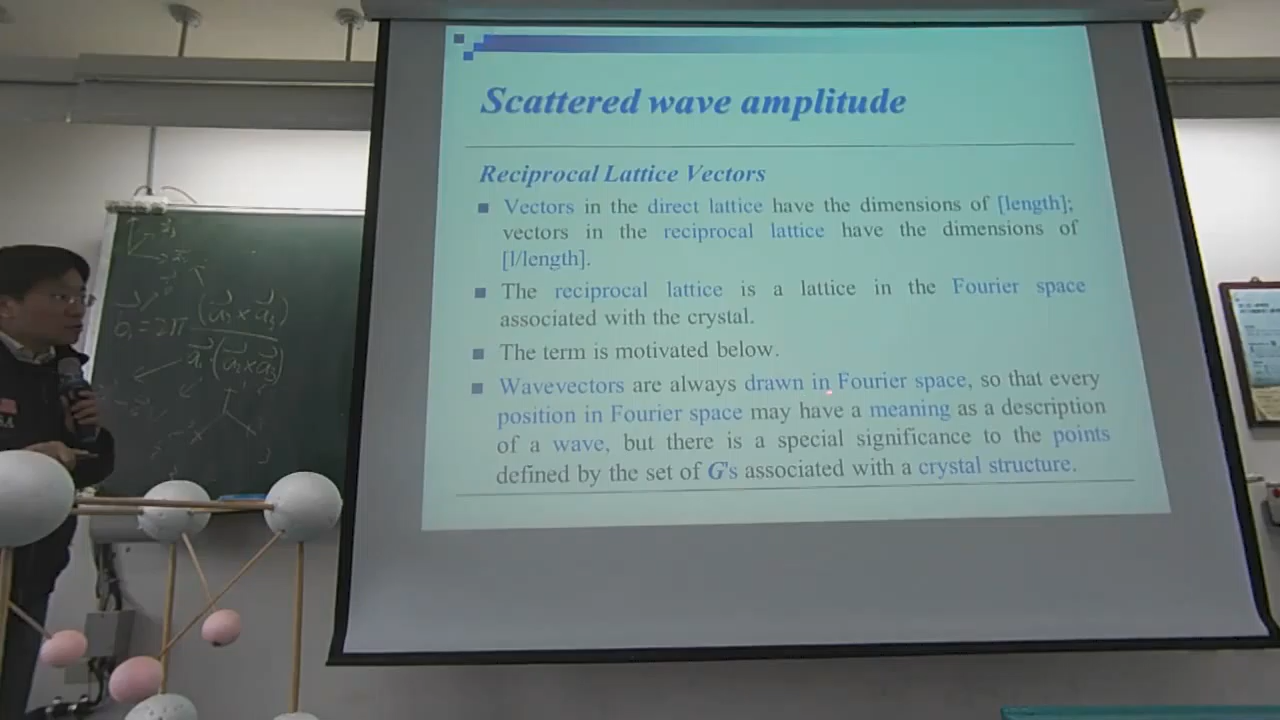 Scattered wave amplitude
Reciprocal Lattice Vectors
Vectors in the direct lattice have the dimensions of [length];
vectors in the reciprocal lattice have the dimensions of
[l/length].
The reciprocal lattice is a lattice in the Fourier space
associated with the crystal.
The term is motivated below.
Wavevectors are always drawn in Fourier space, so that every
position in Fourier space may have a meaning as a description
of a wave, but there is a special significance to the points
defined by the set of G's associated with a crystal structure.